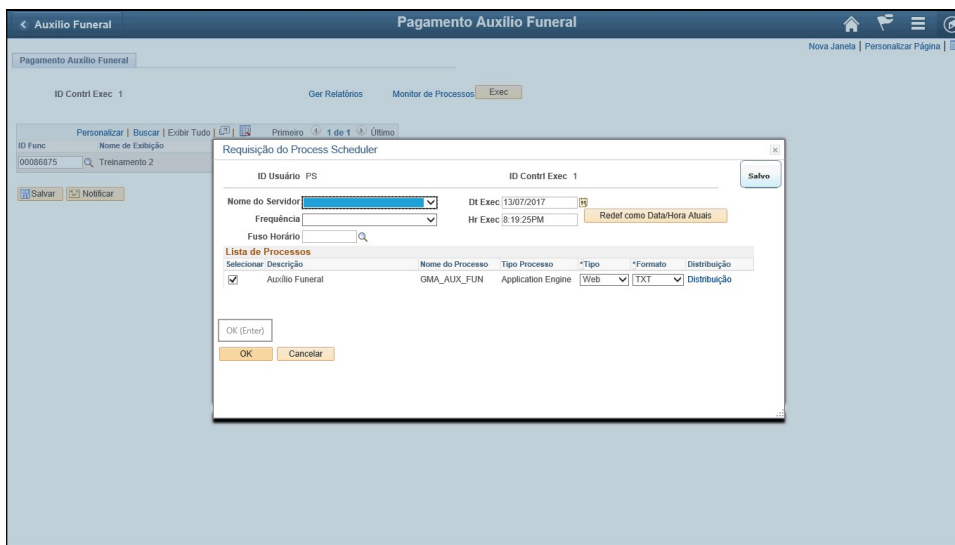 Auxílio Funeral
Pagamento Auxílio Funeral
Nova Janela | Personalizar Página |
Pagamento Auxílio Funeral
ID Contrl Exec 1
Ger Relatórios
Monitor de Processos
Exec
Personalizar | Buscar | Exibir Tudo |
Primeiro 1 de 1 Último
ID Func
Nome de Exibição
00086875
Treinamento 2
Salvar
Notificar
Requisição do Process Scheduler
ID Usuário PS
ID Contrl Exec 1
Salvo
Nome do Servidor
Dt Exec 13/07/2017
Frequência
Hr Exec 8:19:25PM
Redef como Data/Hora Atuais
Fuso Horário
Lista de Processos
Selecionar Descrição Nome do Processo Tipo Processo *Tipo *Formato Distribuição
Auxílio Funeral GMA_AUX_FUN Application Engine Web TXT Distribuição
OK (Enter)
OK
Cancelar